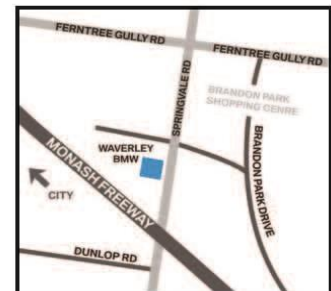 FERNTREE GULLY RD
FERNTREE GULLY RD
SPRINGVALE RD
BRANDON PARK
SHOPPING CENRE
WAVERLEY
BMW
BRANDON PARK DRIVE
MONASH FREEWAY
CITY
DUNLOP RD